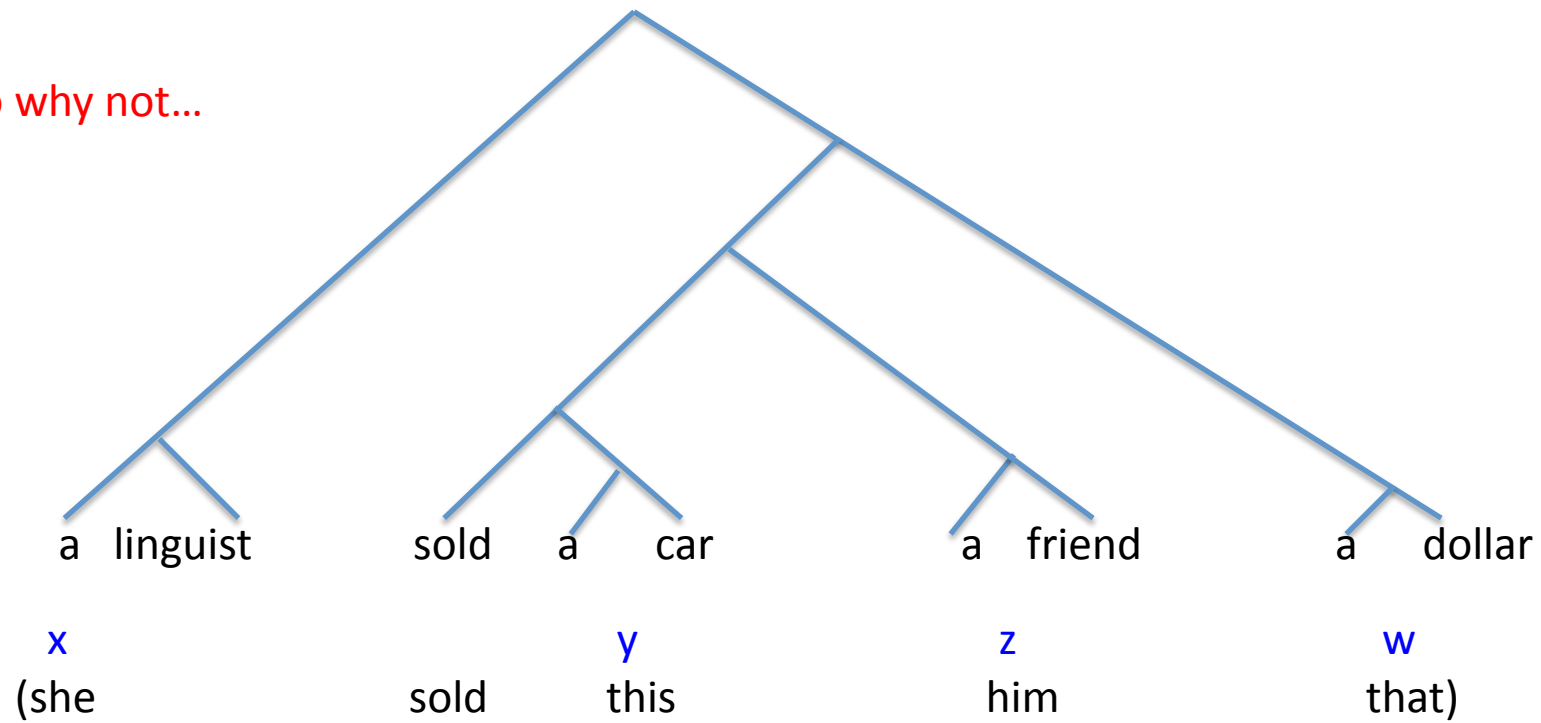 why not...
a linguist sold a car a friend a dollar
x y z w
(she sold this him that)